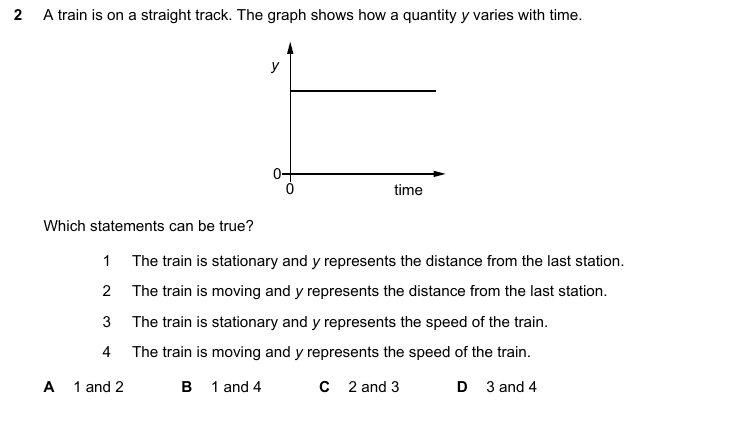 2 A train is on a straight track. The graph shows how a quantity y varies with time.
y
0
0
time
Which statements can be true?
1 The train is stationary and y represents the distance from the last station.
2 The train is moving and y represents the distance from the last station.
3 The train is stationary and y represents the speed of the train.
4 The train is moving and y represents the speed of the train.
A 1 and 2 B 1 and 4 C 2 and 3 D 3 and 4